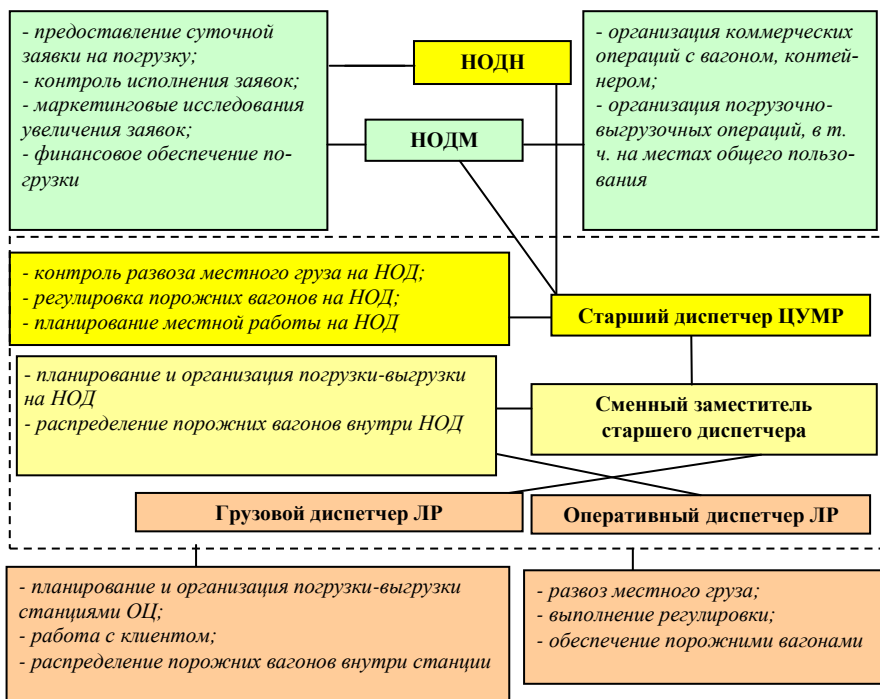 - предоставление суточной
заявки на погрузку;
- контроль исполнения заявок;
- маркетинговые исследования
увеличения заявок;
- финансовое обеспечение по-
грузки
НОДН
НОДМ
- организация коммерческих
операций с вагоном, контей-
нером;
- организация погрузочно-
выгрузочных операций, в т.
ч. на местах общего пользо-
вания
- контроль развоза местного груза на НОД;
- регулировка порожних вагонов на НОД;
- планирование местной работы на НОД
Старший диспетчер ЦУМР
- планирование и организация погрузки-выгрузки
на НОД
- распределение порожних вагонов внутри НОД
Сменный заместитель
старшего диспетчера
Грузовой диспетчер ЛР
Оперативный диспетчер ЛР
- планирование и организация погрузки-выгрузки
станциями ОЦ;
- работа с клиентом;
- распределение порожних вагонов внутри станции
- развоз местного груза;
- выполнение регулировки;
- обеспечение порожними вагонами